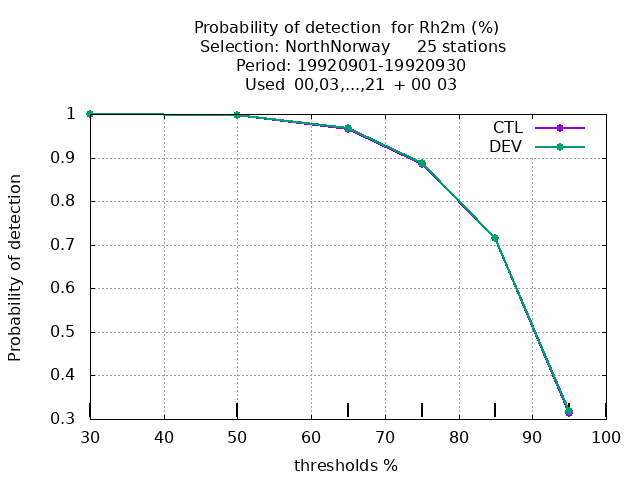 Probability of detection  for Rh2m (%)
Selection: NorthNorway     25 stations
Period: 19920901-19920930
Used  00,03,...,21  + 00 03
CTL
DEV
1
0.9
0.8
0.7
0.6
0.5
0.4
0.3
Probability of detection
30 40 50 60 70 80 90 100
thresholds %